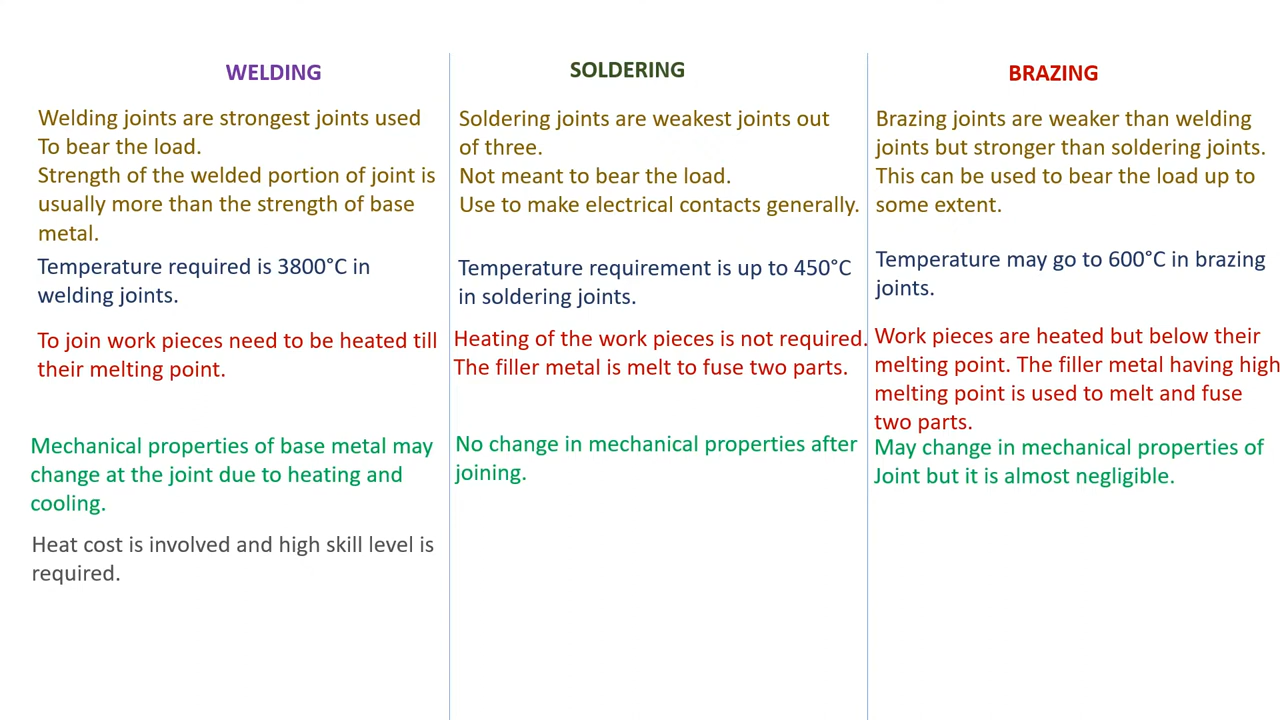 WELDING
Welding joints are strongest joints used
To bear the load.
Strength of the welded portion of joint is
usually more than the strength of base
metal.
Temperature required is 3800°C in
welding joints.
To join work pieces need to be heated till
their melting point.
Mechanical properties of base metal may
change at the joint due to heating and
cooling.
Heat cost is involved and high skill level is
required.
SOLDERING
Soldering joints are weakest joints out
of three.
Not meant to bear the load.
Use to make electrical contacts generally.
Temperature requirement is up to 450°C
in soldering joints.
Heating of the work pieces is not required.
The filler metal is melt to fuse two parts.
No change in mechanical properties after
joining.
BRAZING
Brazing joints are weaker than welding
joints but stronger than soldering joints.
This can be used to bear the load up to
some extent.
Temperature may go to 600°C in brazing
joints.
Work pieces are heated but below their
melting point. The filler metal having high
melting point is used to melt and fuse
two parts.
May change in mechanical properties of
Joint but it is almost negligible.